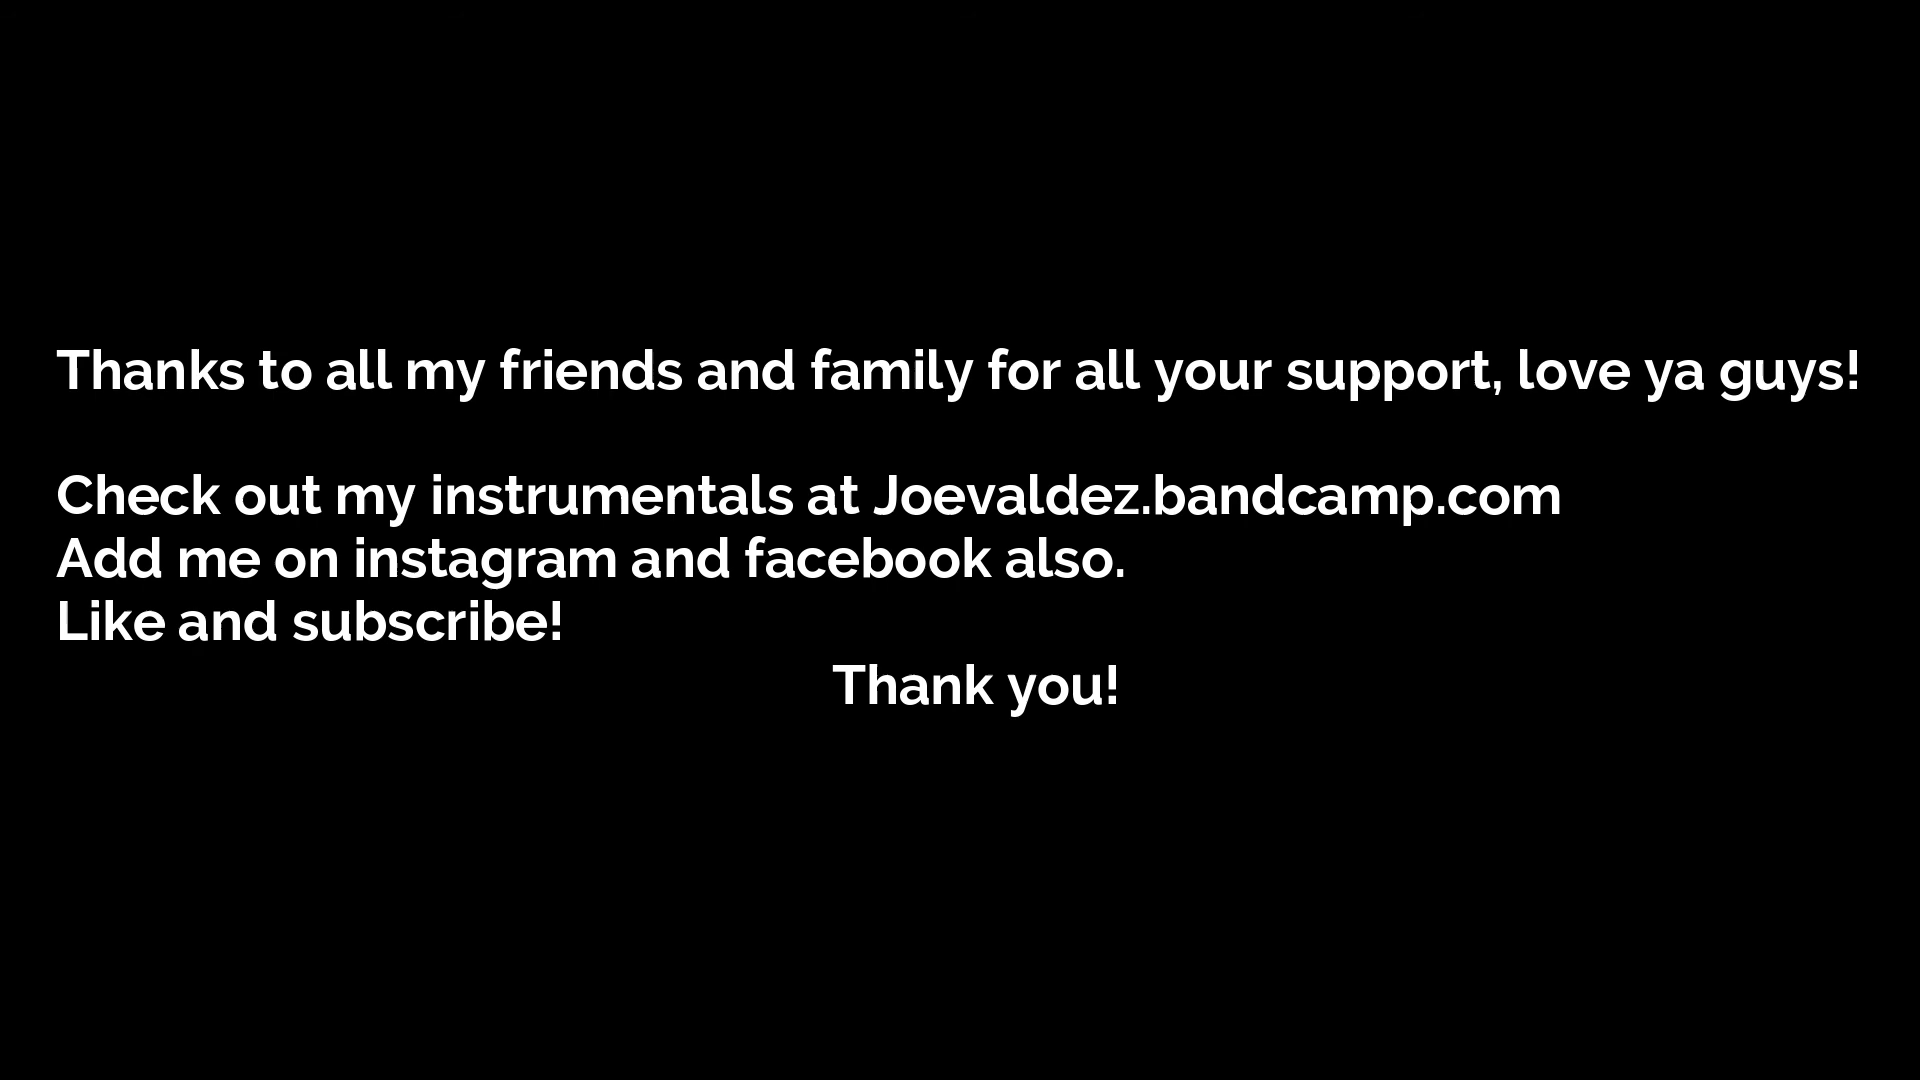 Thanks to all my friends and family for all your support, love ya guys!
Check out my instrumentals at Joevaldez.bandcamp.com
Add me on instagram and facebook also.
Like and subscribe!
Thank you!